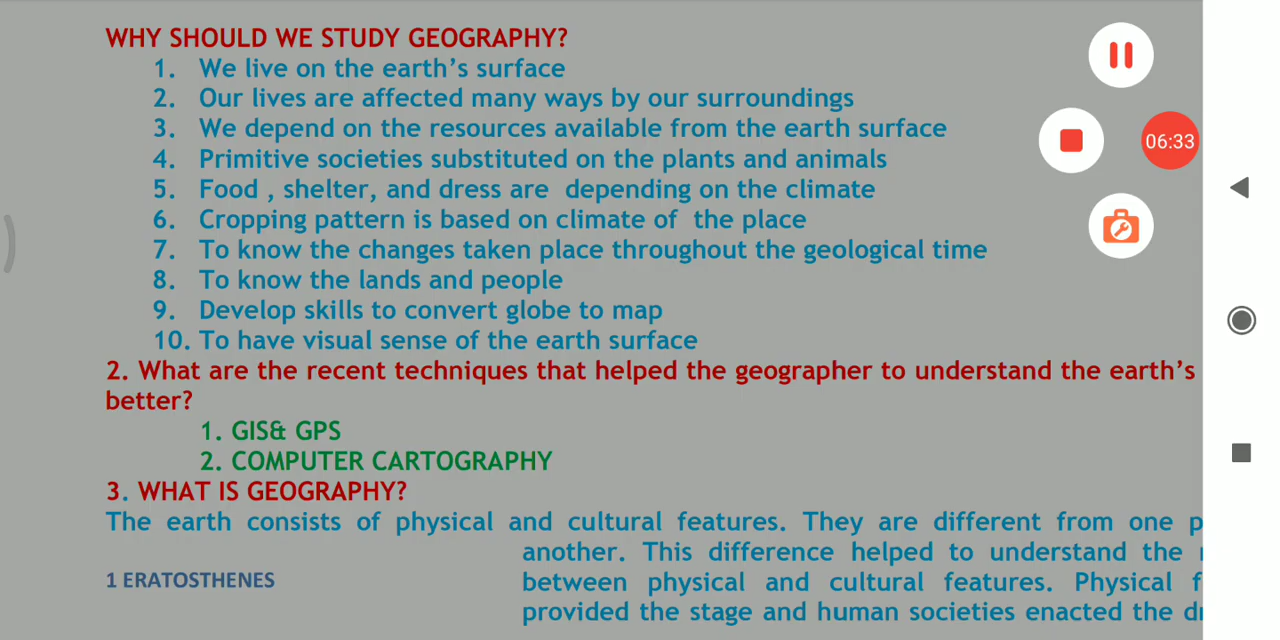 WHY SHOULD WE STUDY GEOGRAPHY?
1. We live on the earth's surface
2. Our lives are affected many ways by our surroundings
3. We depend on the resources available from the earth surface
06:33
4. Primitive societies substituted on the plants and animals
5. Food , shelter, and dress are depending on the climate
6. Cropping pattern is based on climate of the place
7. To know the changes taken place throughout the geological time
8. To know the lands and people
9. Develop skills to convert globe to map
10. To have visual sense of the earth surface
2. What are the recent techniques that helped the geographer to understand the earth's
better?
1. GIS& GPS
2. COMPUTER CARTOGRAPHY
3. WHAT IS GEOGRAPHY?
The earth consists of physical and cultural features. They are different from one
another. This difference helped to understand the
1 ERATOSTHENES
between physical and cultural features. Physical
provided the stage and human societies enacted the